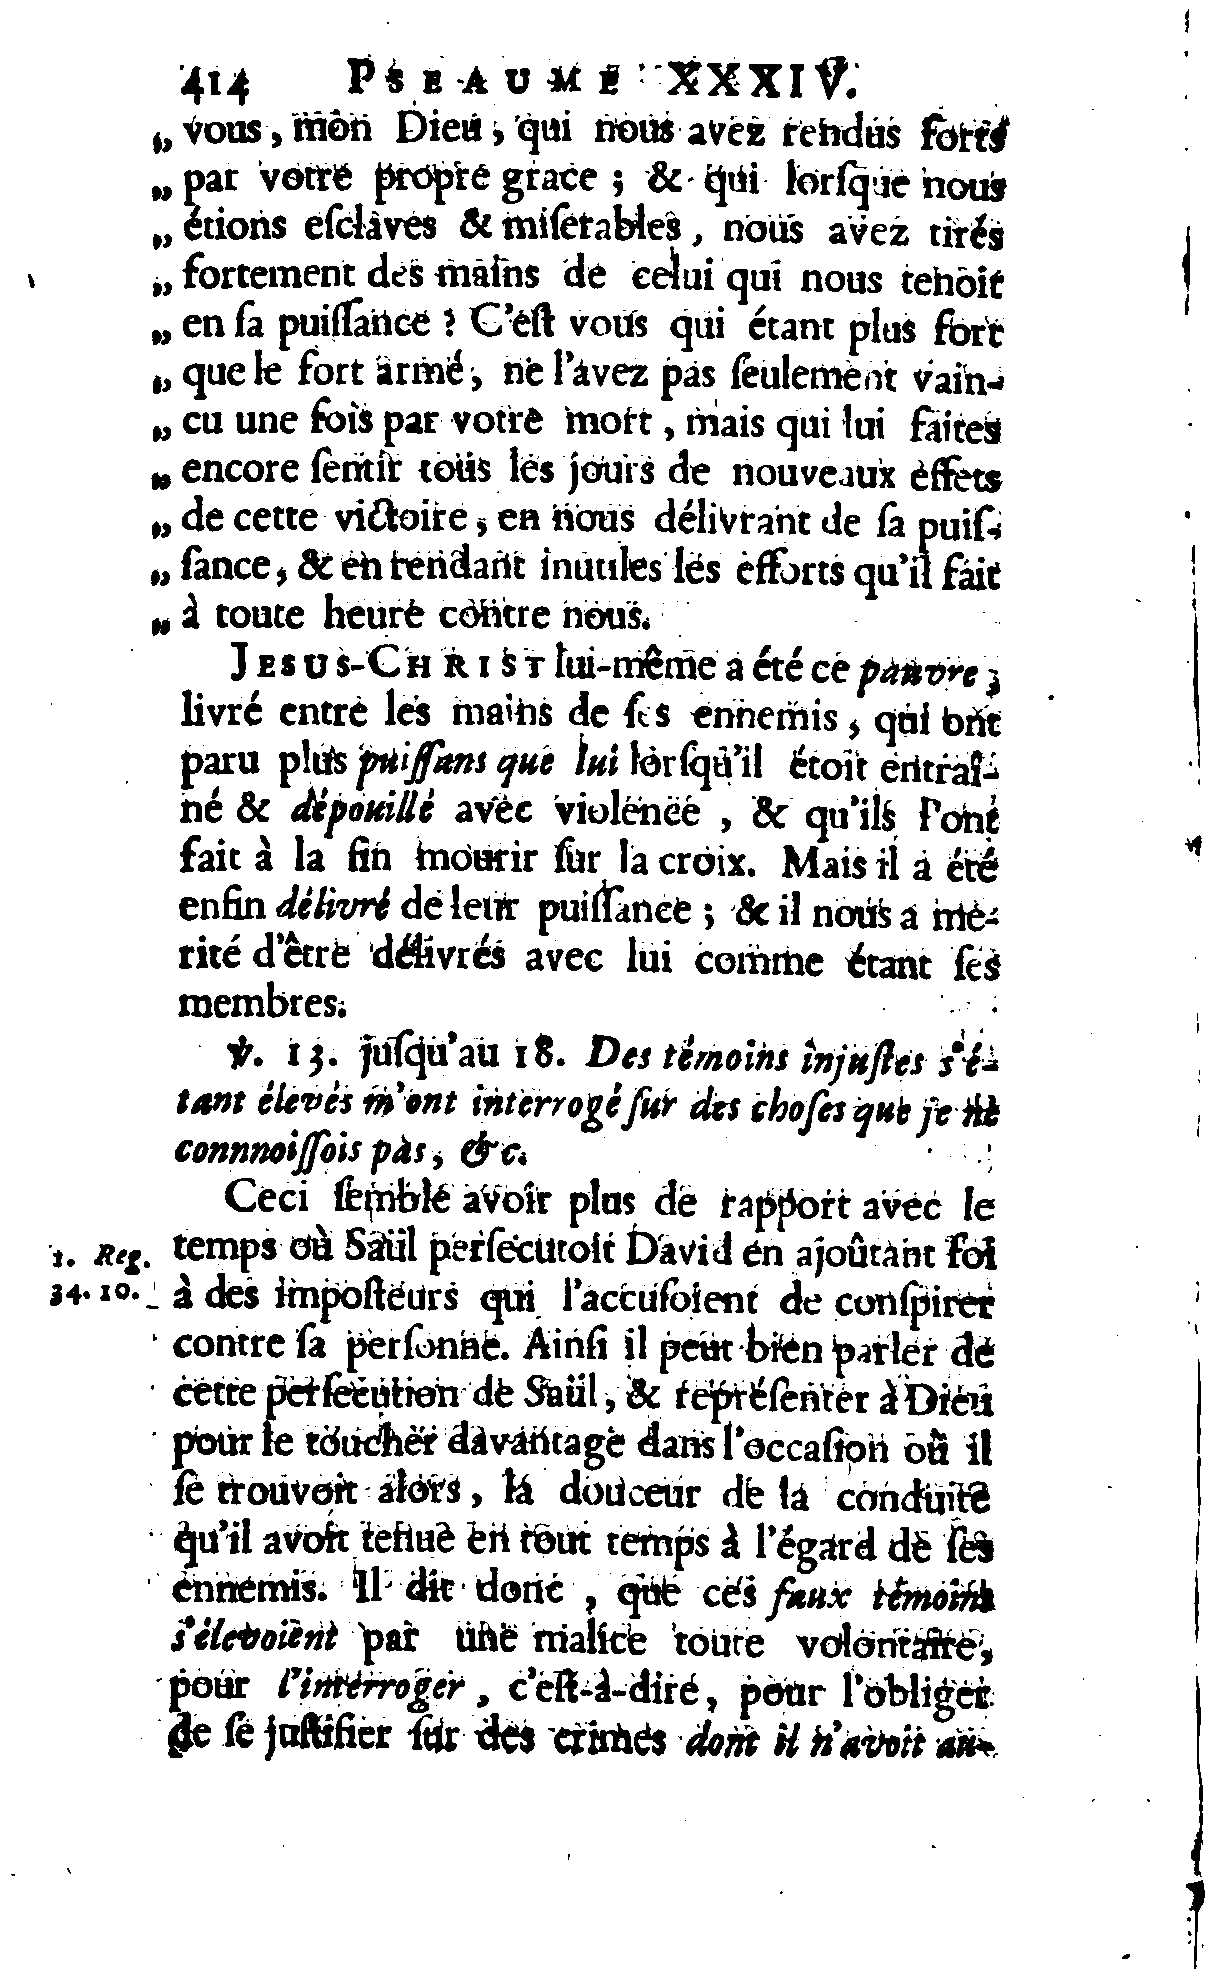 414 PSEAUME XXXIV.
„ vous, mon Dieu, qui nous avez rendus forts
„ par votre propre grace ; & qui lorſque nous
„ étions eſclaves & miſerables, nous avez tirés
„ fortement des mains de celui qui nous tenoit
„ en ſa puiſſance ? C'eſt vous qui étant plus fort
„ que le fort armé, ne l'avez pas ſeulement vain-
„ cu une fois par votre mort, mais qui lui faites
„ encore ſentir tous les jours de nouveaux effets
„ de cette victoire, en nous délivrant de ſa puiſ-
„ ſance, & en rendant inutiles les efforts qu'il fait
„ à toute heure contre nous.
JESUS-CHRIST lui-même a été ce pauvre,
livré entre les mains de ſes ennemis, qui ont
paru plus puiſſans que lui lorſqu'il étoit entraî-
né & dépouillé avec violence, & qu'ils l'ont
fait à la fin mourir ſur la croix. Mais il a été
enfin délivré de leur puiſſance ; & il nous a mé-
rité d'être délivrés avec lui comme étant ſes
membres.
℣. 13. juſqu'au 18. Des témoins injuſtes s'é-
tant élevés m'ont interrogé ſur des choſes que je ne
connnoiſſois pas, &c.
Ceci ſemble avoir plus de rapport avec le
temps où Saül perſécutoit David en ajoûtant foi
1. Reg.
34. 10.
à des impoſteurs qui l'accuſoient de conſpirer
contre ſa perſonne. Ainſi il peut bien parler de
cette perſécution de Saül, & repréſenter à Dieu
pour le toucher davantage dans l'occaſion où il
ſe trouvoit alors, la douceur de la conduite
qu'il avoit tenue en tout temps à l'égard de ſes
ennemis. Il dit donc, que ces faux témoins
s'élevoient par une malice toute volontaire,
pour l'interroger, c'eſt-à-dire, pour l'obliger
de ſe juſtifier ſur des crimes dont il n'avoit au-